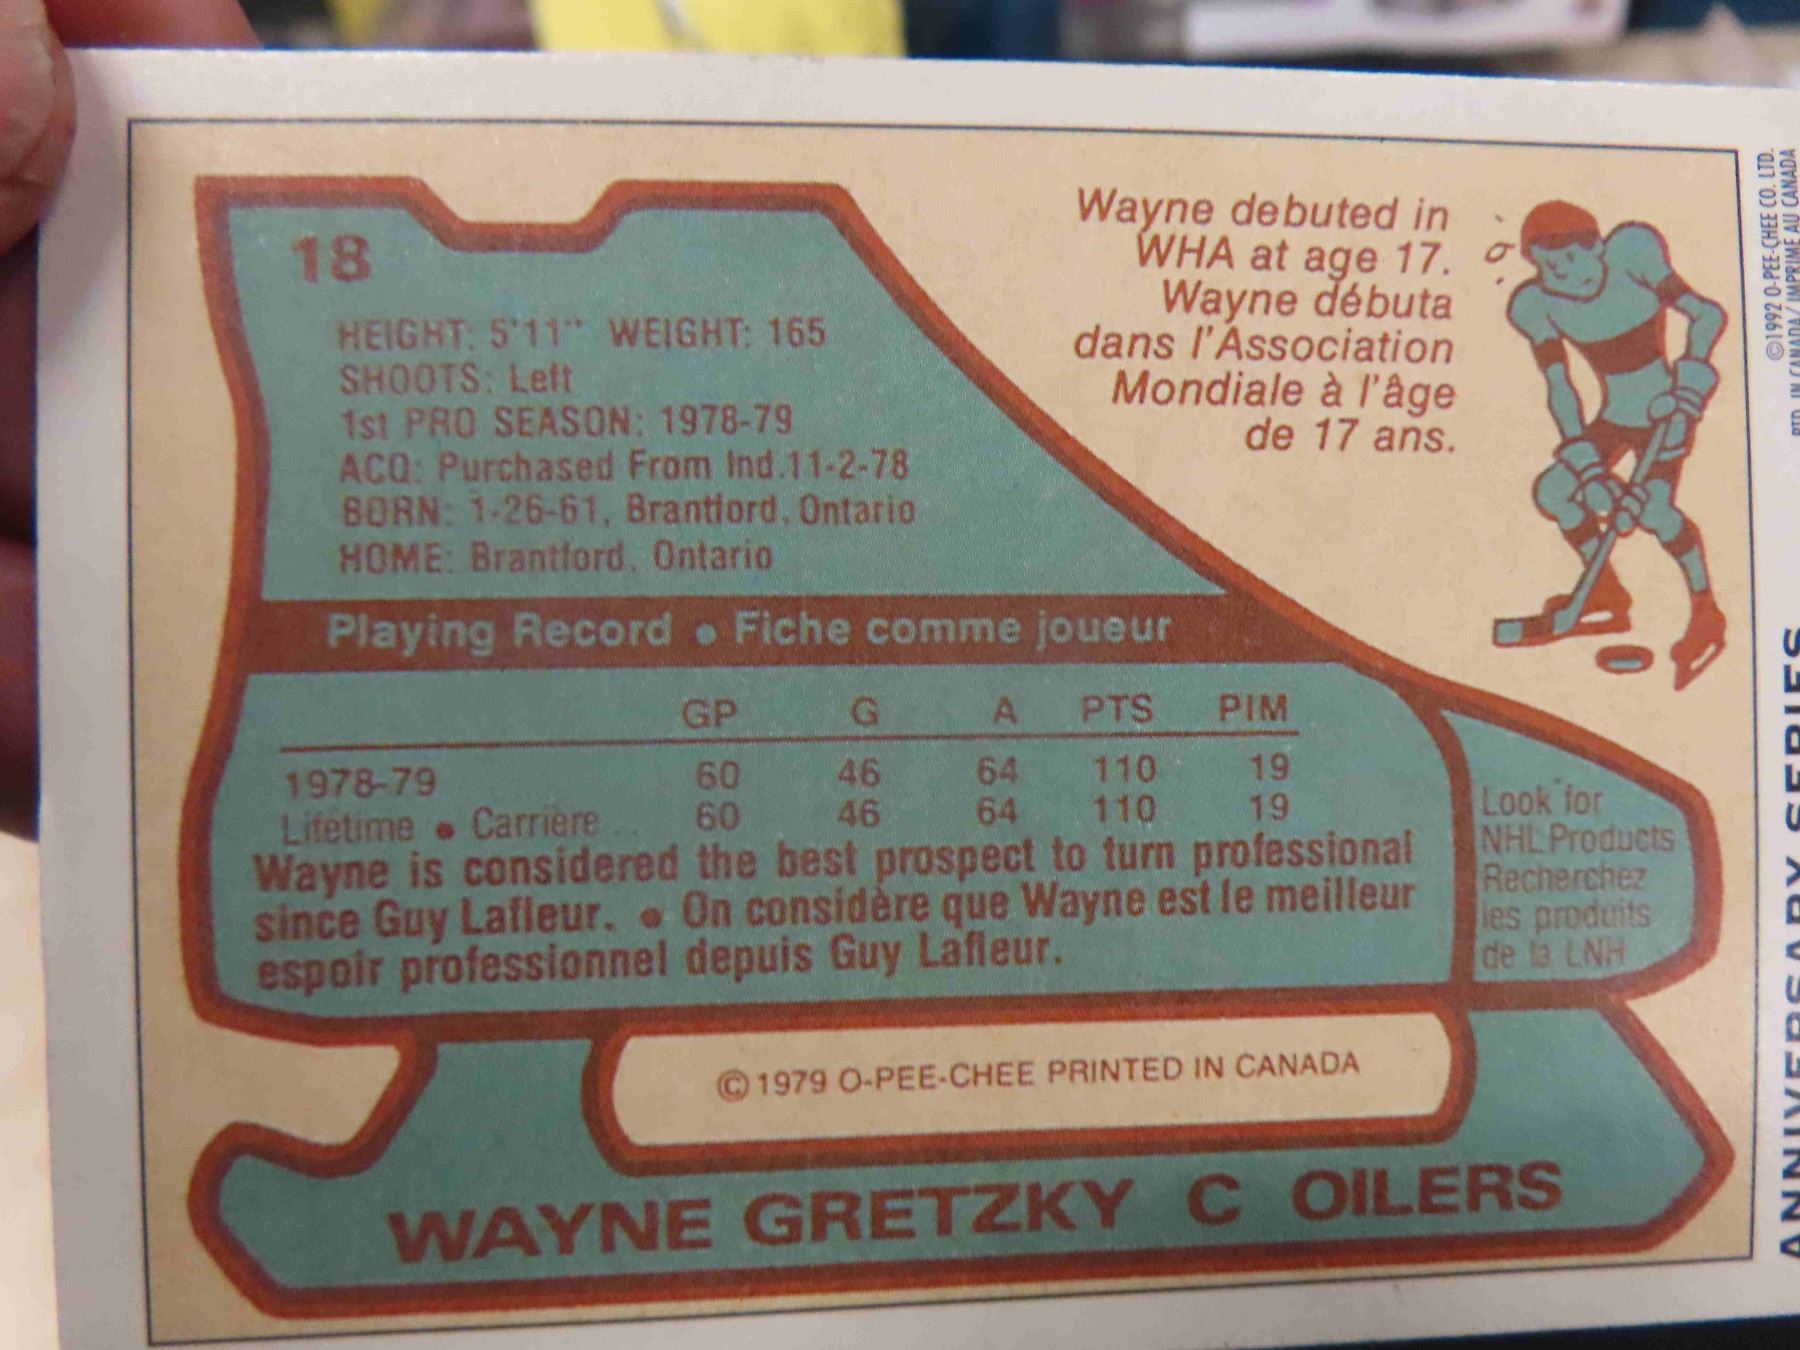 18
HEIGHT: 5'11" WEIGHT: 165
SHOOTS: Left
1st PRO SEASON: 1978-79
ACQ: Purchased From Ind.11-2-78
BORN: 1-26-61, Brantford, Ontario
HOME: Brantford, Ontario
Wayne debuted in
WHA at age 17.
Wayne débuta
dans l'Association
Mondiale à l'âge
de 17 ans.
Playing Record • Fiche comme joueur
GP G A PTS PIM
1978-79 60 46 64 110 19
Lifetime • Carrière 60 46 64 110 19
Wayne is considered the best prospect to turn professional
since Guy Lafleur. • On considère que Wayne est le meilleur
espoir professionnel depuis Guy Lafleur.
Look for
NHL Products
Recherchez
les produits
de la LNH
© 1979 O-PEE-CHEE PRINTED IN CANADA
WAYNE GRETZKY C OILERS
©1992 O-PEE-CHEE CO. LTD.
PTD. IN CANADA/IMPRIME AU CANADA
ANNIVERSARY SERIES